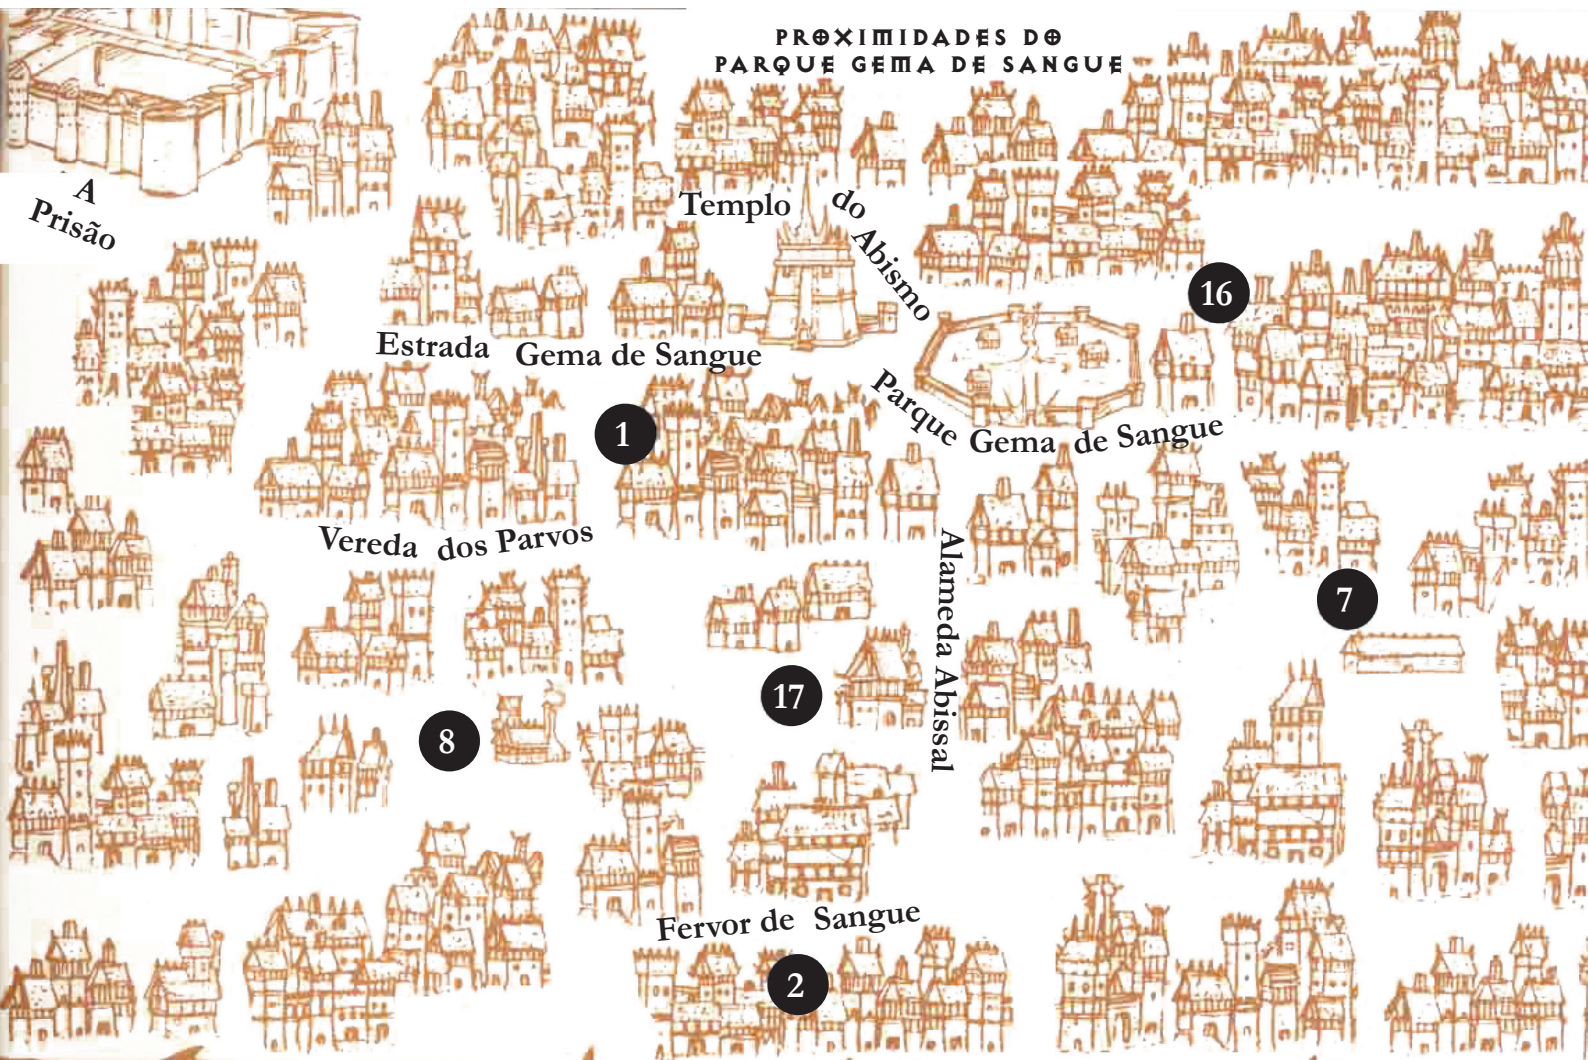 PROXIMIDADES DO
PARQUE GEMA DE SANGUE
A
Prisão
Templo do Abismo
16
Estrada Gema de Sangue
Parque Gema de Sangue
1
Vereda dos Parvos
Alameda Abissal
7
17
8
Fervor de Sangue
2